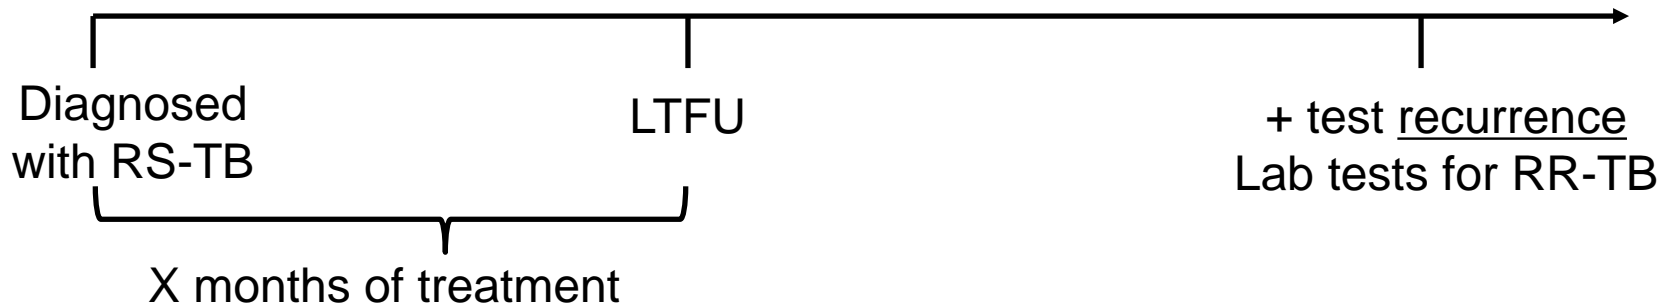 Diagnosed
with RS-TB
LTFU
+ test recurrence
Lab tests for RR-TB
X months of treatment